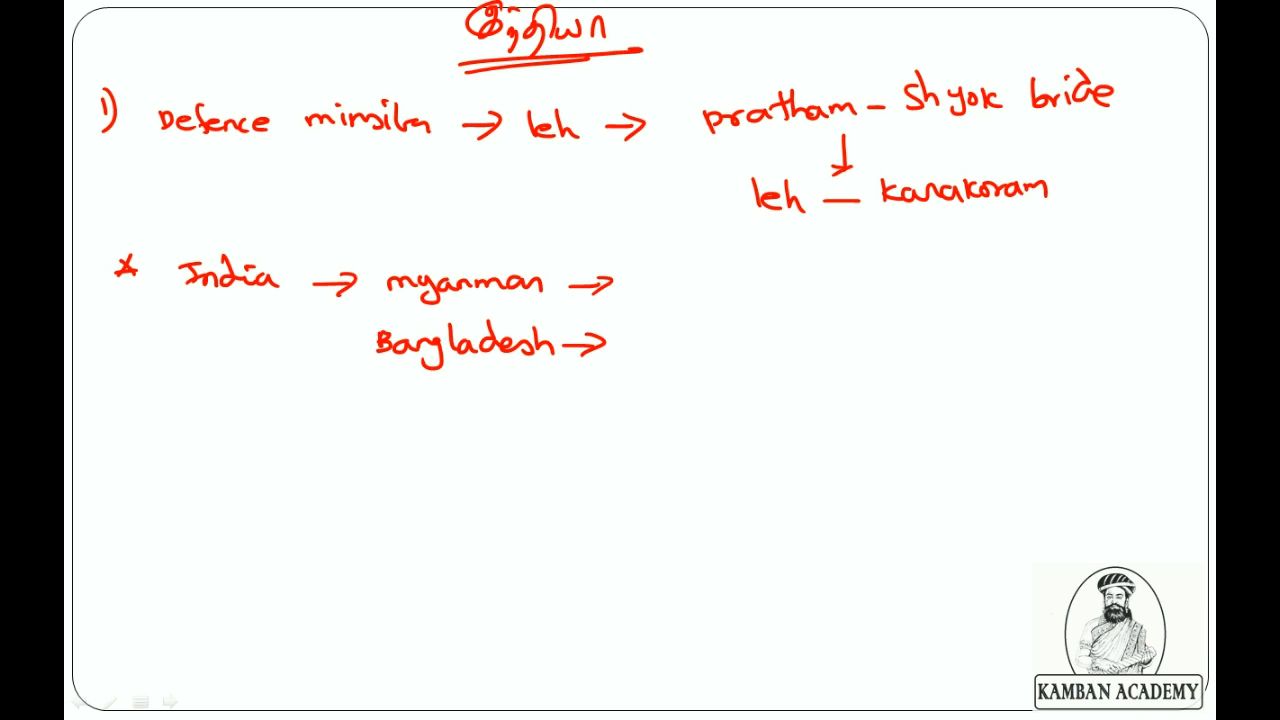 இந்தியா
1) Defence minsiter → leh → pratham - Shyok bride
↓
leh — karakoram
* India → myanmar →
Bangladesh →
KAMBAN ACADEMY